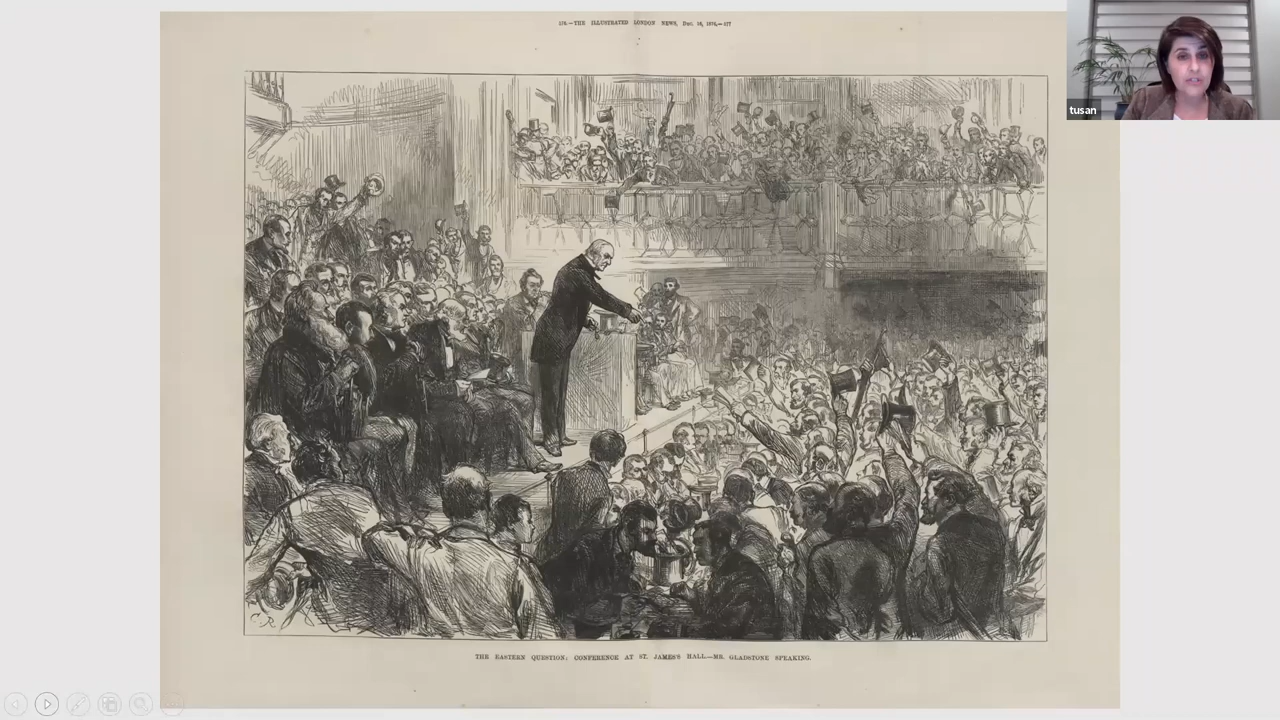 THE ILLUSTRATED LONDON NEWS, DEC. 16, 1876.—577
tusan
C. R.
THE EASTERN QUESTION: CONFERENCE AT ST. JAMES'S HALL.—MR. GLADSTONE SPEAKING.